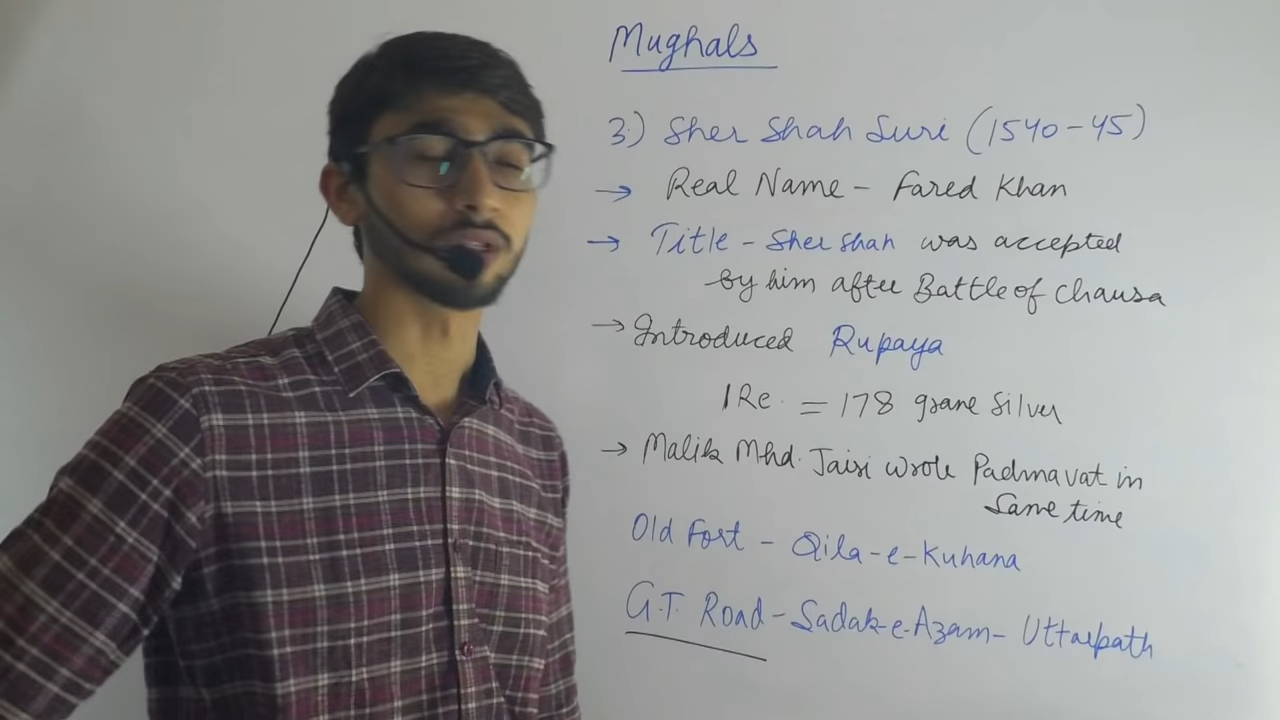 Mughals
3) Sher Shah Suri (1540-45)
→ Real Name - Fared Khan
→ Title - Sher Shah was accepted
by him after Battle of Chausa
→ Introduced Rupaya
1 Re. = 178 grane Silver
→ Malik Mhd. Jaisi wrote Padmavat in
Same time
Old Fort - Qila-e-Kuhana
G.T. Road - Sadak-e-Azam - Uttarpath